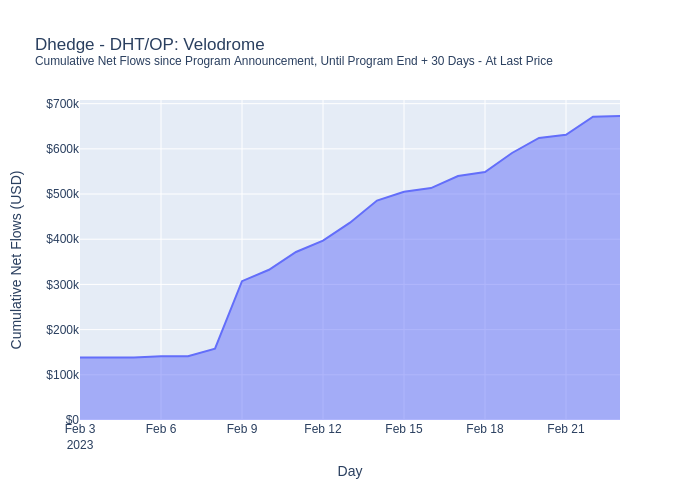 Dhedge - DHT/OP: Velodrome
Cumulative Net Flows since Program Announcement, Until Program End + 30 Days - At Last Price
Cumulative Net Flows (USD)
$700k
$600k
$500k
$400k
$300k
$200k
$100k
$0
Feb 3 Feb 6 Feb 9 Feb 12 Feb 15 Feb 18 Feb 21
2023
Day